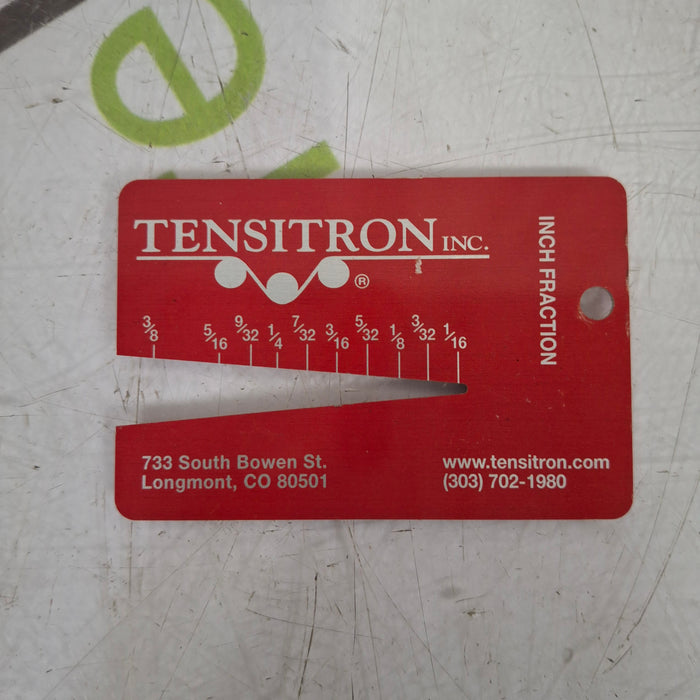 TENSITRON INC.
®
INCH FRACTION
3/8 5/16 9/32 1/4 7/32 3/16 5/32 1/8 3/32 1/16
733 South Bowen St.
Longmont, CO 80501
www.tensitron.com
(303) 702-1980